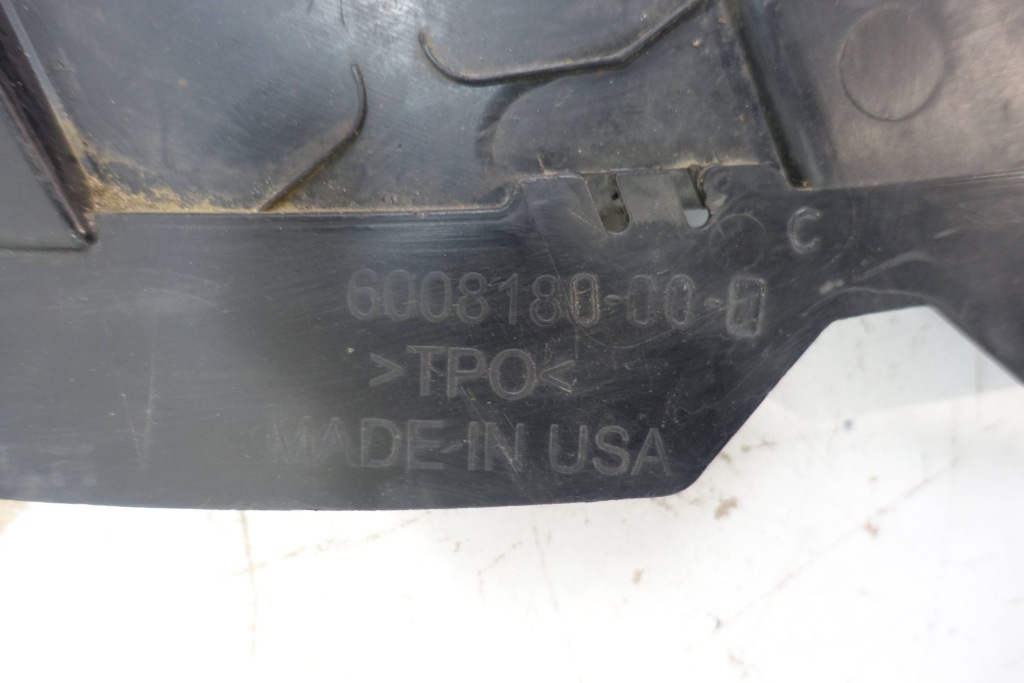 C
6008180-00-
>TPO<
MADE IN USA